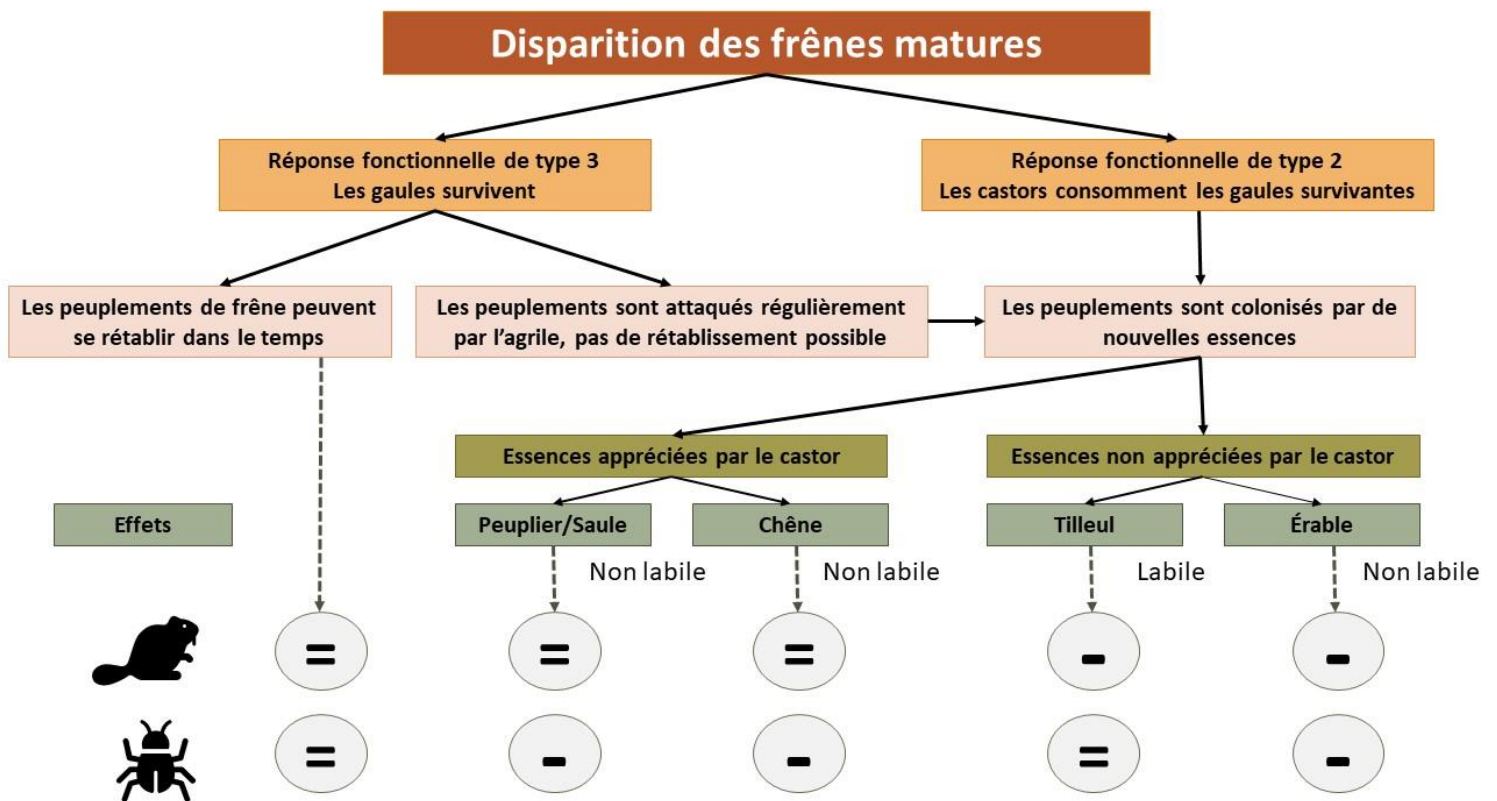 Disparition des frênes matures
Réponse fonctionnelle de type 3
Les gaules survivent
Réponse fonctionnelle de type 2
Les castors consomment les gaules survivantes
Les peuplements de frêne peuvent
se rétablir dans le temps
Les peuplements sont attaqués régulièrement
par l'agrile, pas de rétablissement possible
Les peuplements sont colonisés par de
nouvelles essences
Essences appréciées par le castor
Essences non appréciées par le castor
Effets
Peuplier/Saule
Chêne
Tilleul
Érable
Non labile
Non labile
Labile
Non labile
=
=
=
-
-
=
-
-
=
-